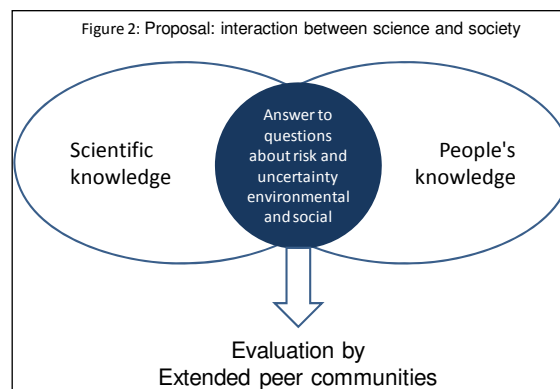 Figure 2: Proposal: interaction between science and society
Scientific
knowledge
Answer to
questions
about risk and
uncertainty
environmental
and social
People's
knowledge
Evaluation by
Extended peer communities